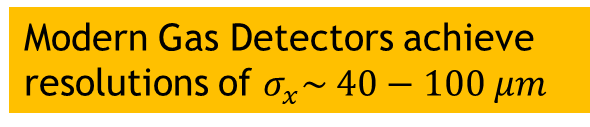 Modern Gas Detectors achieve
resolutions of σₓ~ 40 − 100 μm